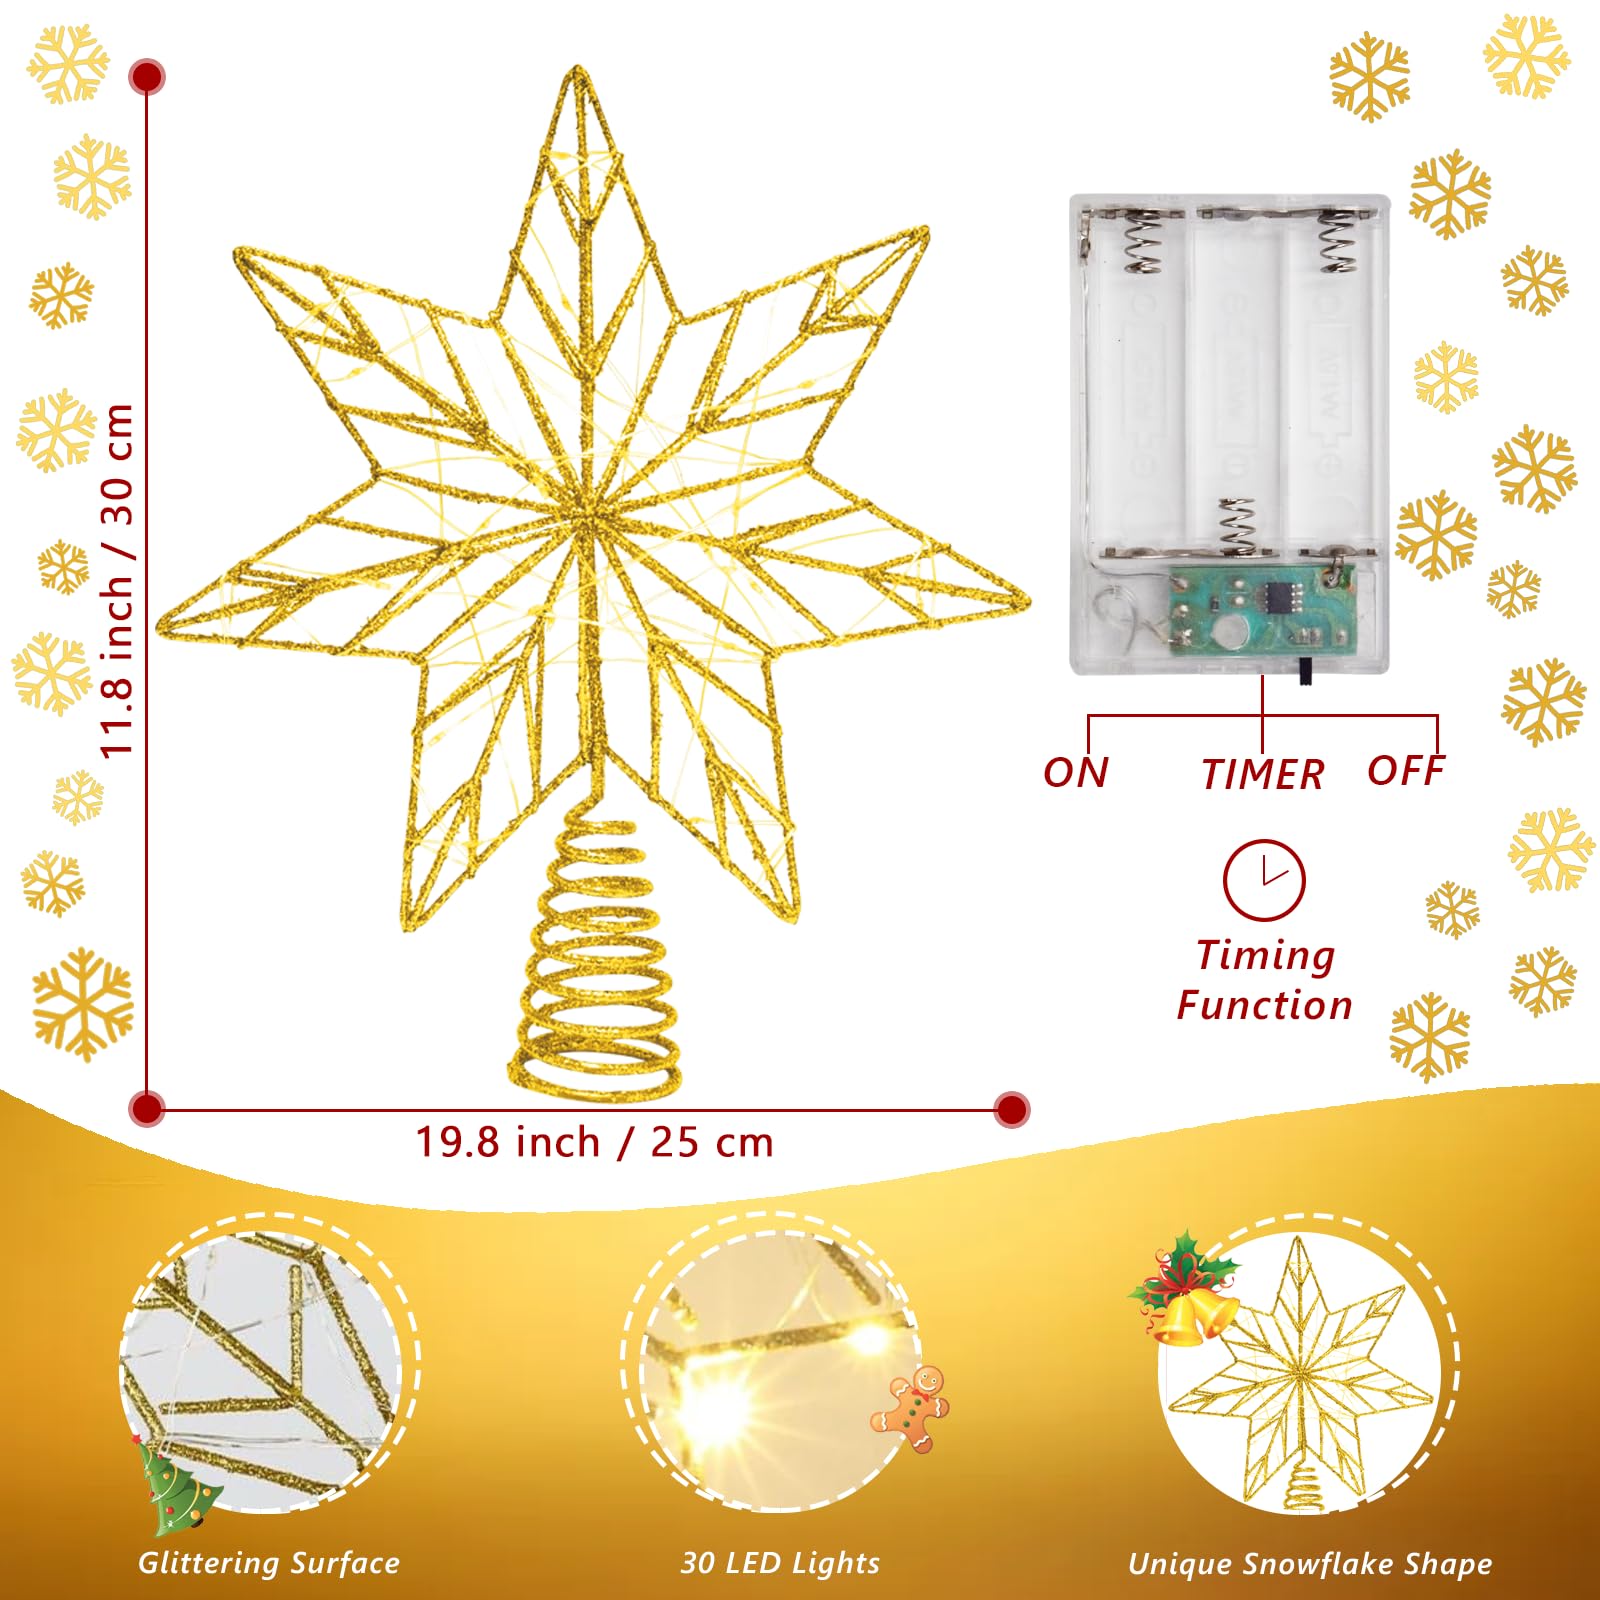 11.8 inch / 30 cm
19.8 inch / 25 cm
ON
TIMER
OFF
Timing
Function
Glittering Surface
30 LED Lights
Unique Snowflake Shape